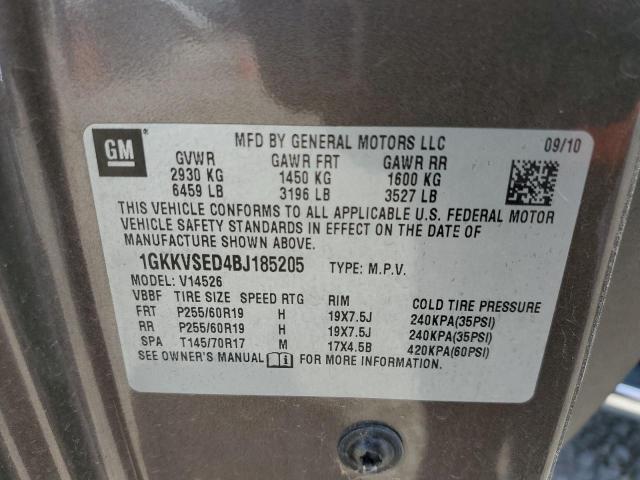 GM
MFD BY GENERAL MOTORS LLC 09/10
GVWR GAWR FRT GAWR RR
2930 KG 1450 KG 1600 KG
6459 LB 3196 LB 3527 LB
THIS VEHICLE CONFORMS TO ALL APPLICABLE U.S. FEDERAL MOTOR
VEHICLE SAFETY STANDARDS IN EFFECT ON THE DATE OF
MANUFACTURE SHOWN ABOVE.
1GKKVSED4BJ185205 TYPE: M.P.V.
MODEL: V14526
VBBF TIRE SIZE SPEED RTG RIM COLD TIRE PRESSURE
FRT P255/60R19 H 19X7.5J 240KPA(35PSI)
RR P255/60R19 H 19X7.5J 240KPA(35PSI)
SPA T145/70R17 M 17X4.5B 420KPA(60PSI)
SEE OWNER'S MANUAL FOR MORE INFORMATION.